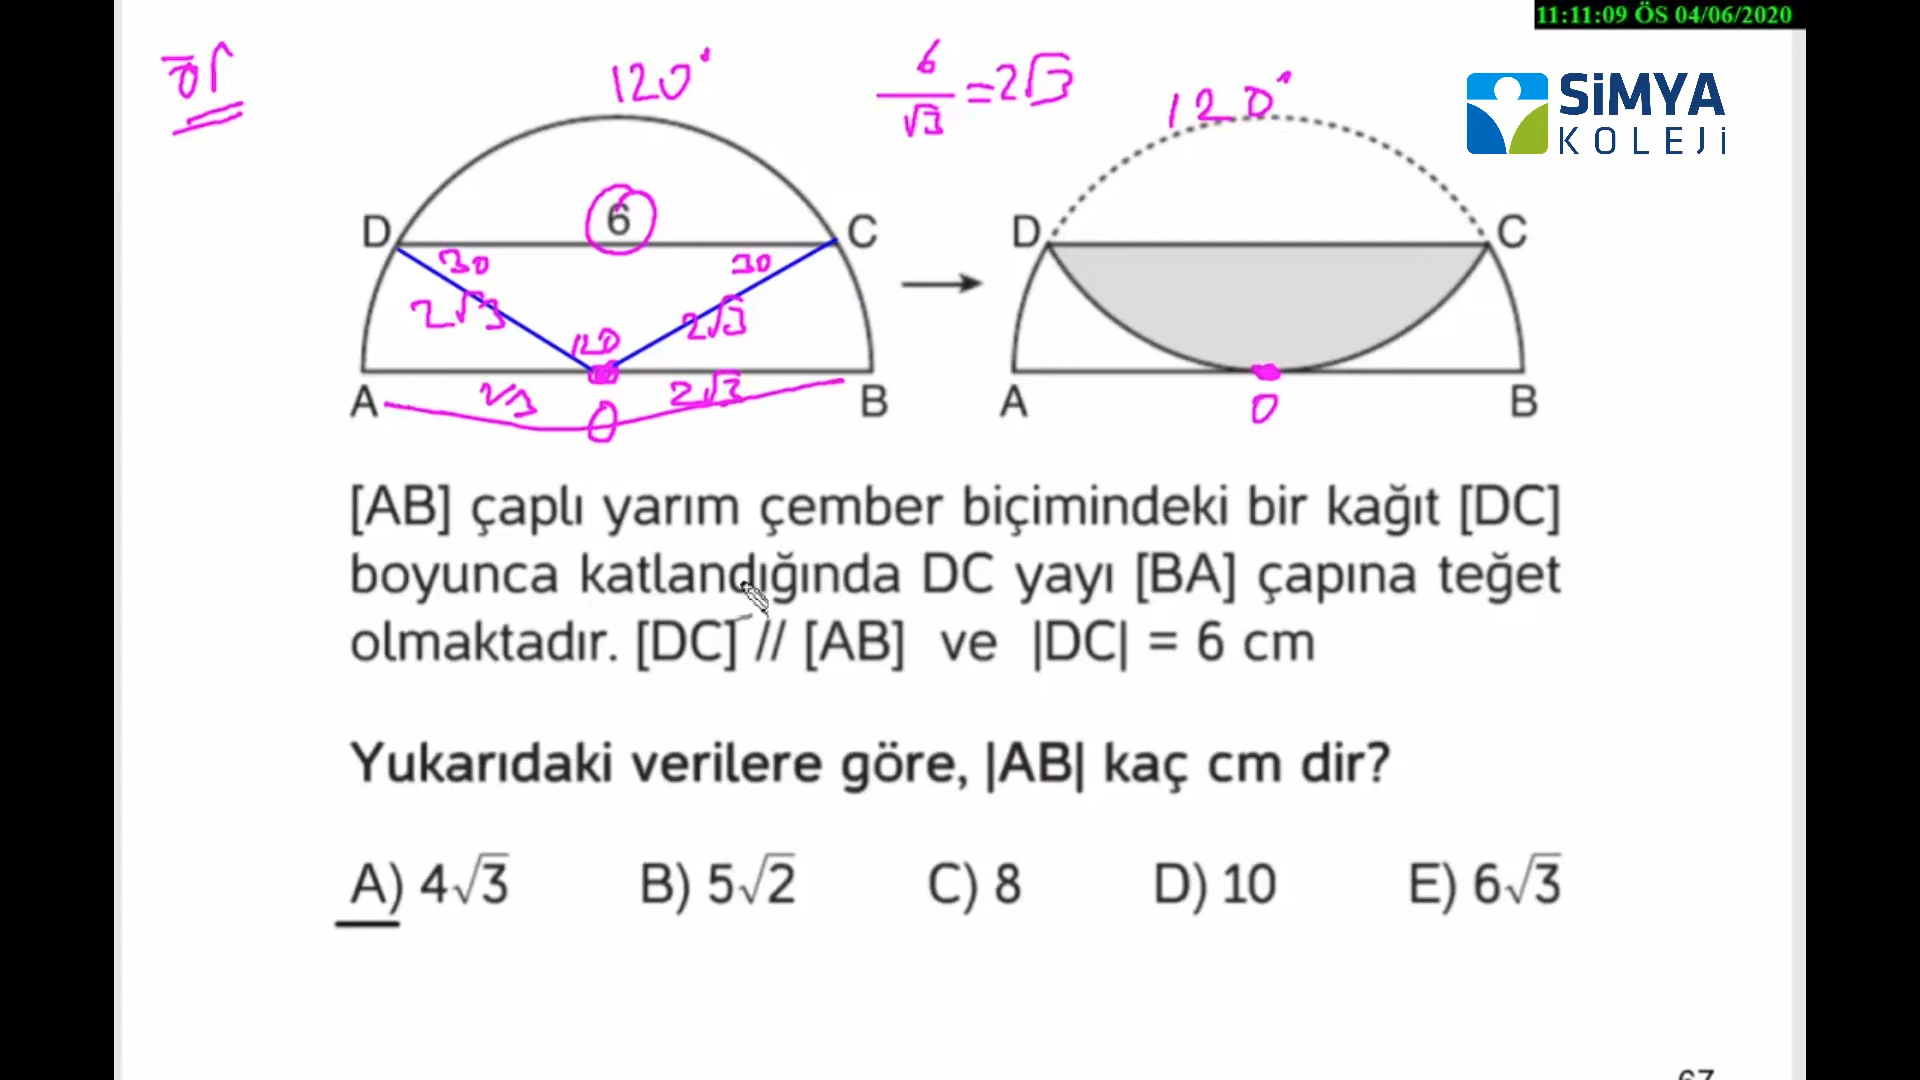 11:11:09 ÖS 04/06/2020
SiMYA
KOLEJi
ör
120°
6/√3 = 2√3
120°
D 6 C
30 30
2√3 2√3
120
2√3 2√3
A O B
D C
A O B
[AB] çaplı yarım çember biçimindeki bir kağıt [DC]
boyunca katlandığında DC yayı [BA] çapına teğet
olmaktadır. [DC] // [AB] ve |DC| = 6 cm
Yukarıdaki verilere göre, |AB| kaç cm dir?
A) 4√3 B) 5√2 C) 8 D) 10 E) 6√3